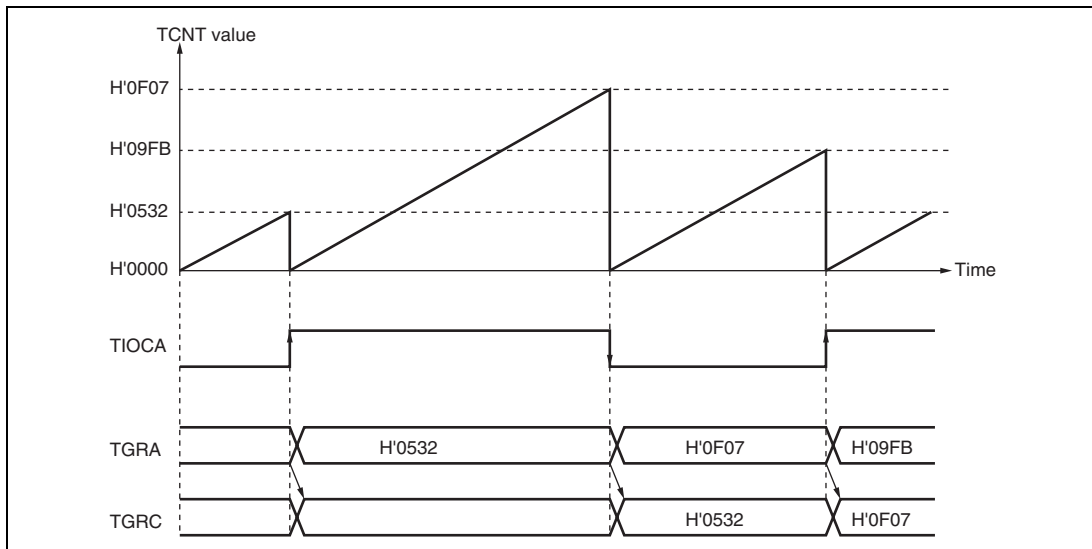 TCNT value
H'0F07
H'09FB
H'0532
H'0000
Time
TIOCA
TGRA
H'0532
H'0F07
H'09FB
TGRC
H'0532
H'0F07